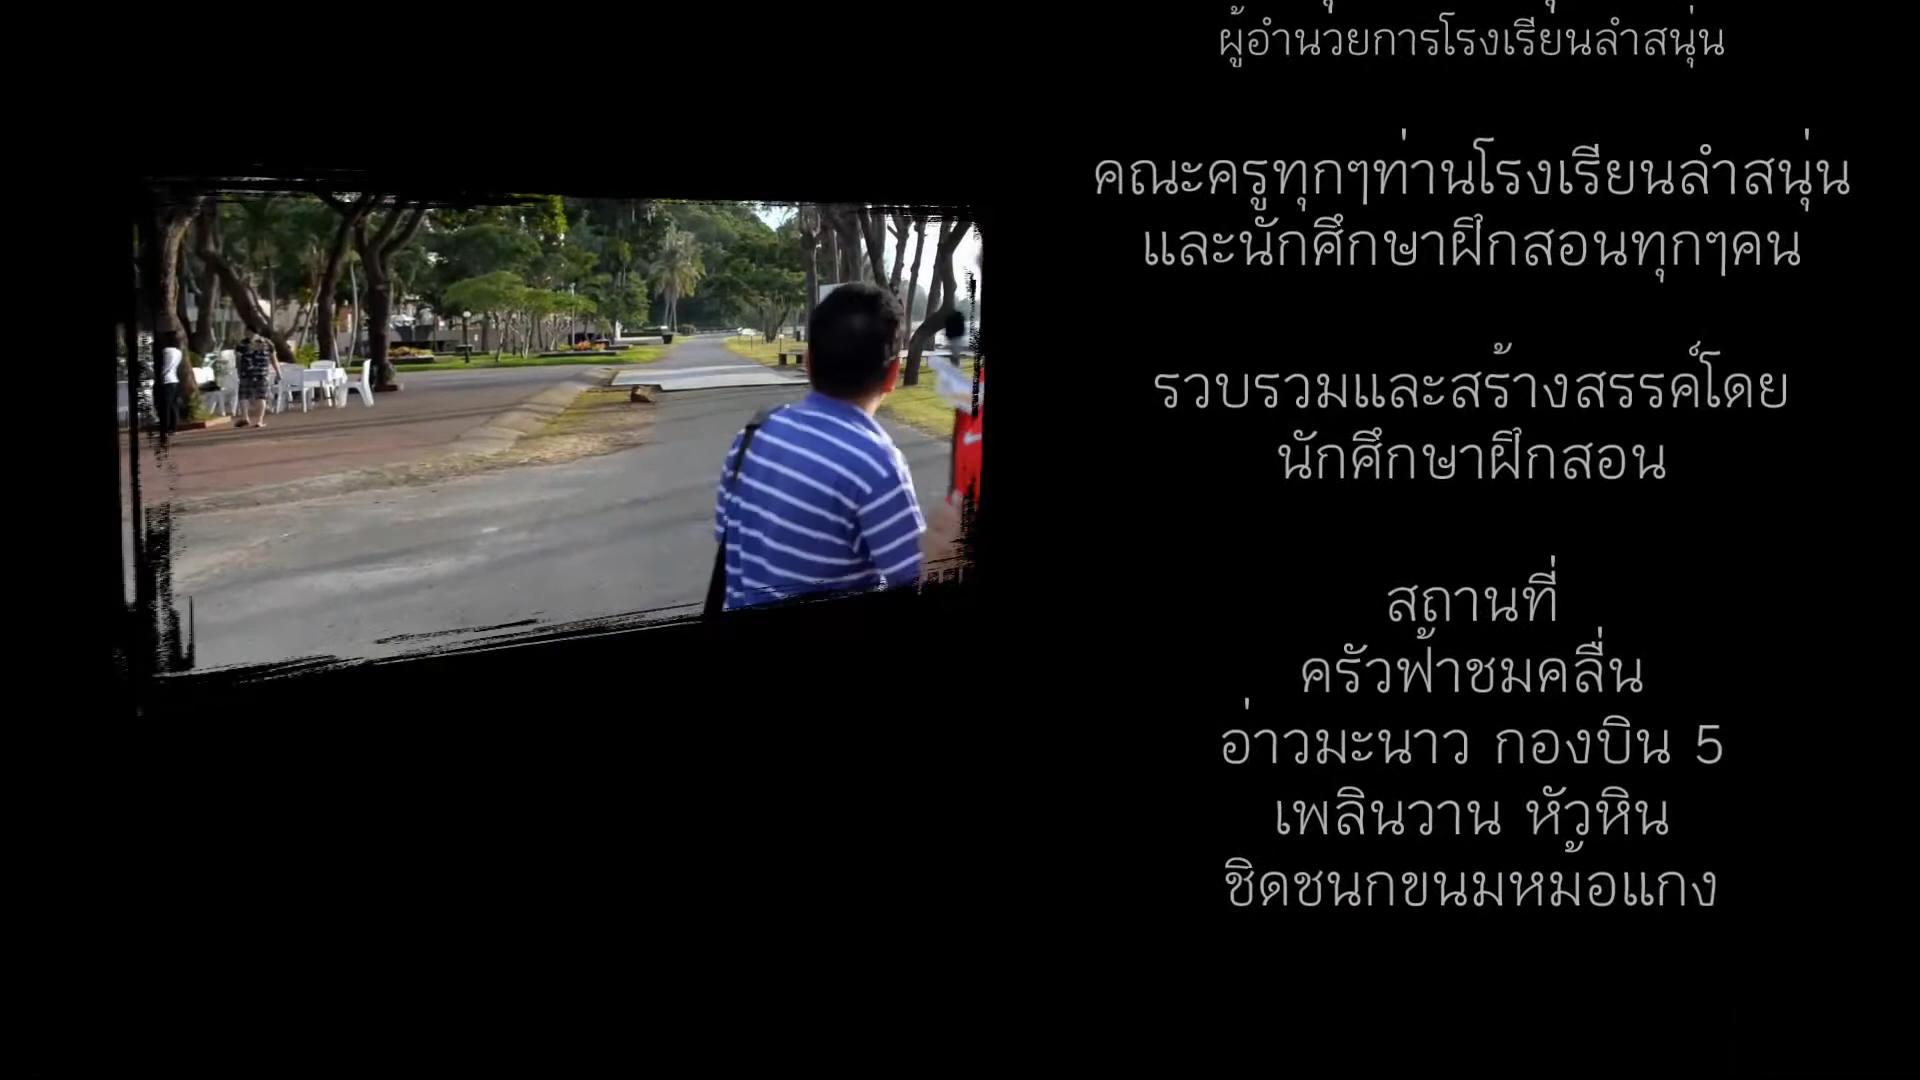 ผู้อำนวยการโรงเรียนลำสนุ่น
คณะครูทุกๆท่านโรงเรียนลำสนุ่น
และนักศึกษาฝึกสอนทุกๆคน
รวบรวมและสร้างสรรค์โดย
นักศึกษาฝึกสอน
สถานที่
ครัวฟ้าชมคลื่น
อ่าวมะนาว กองบิน 5
เพลินวาน หัวหิน
ชิดชนกขนมหม้อแกง